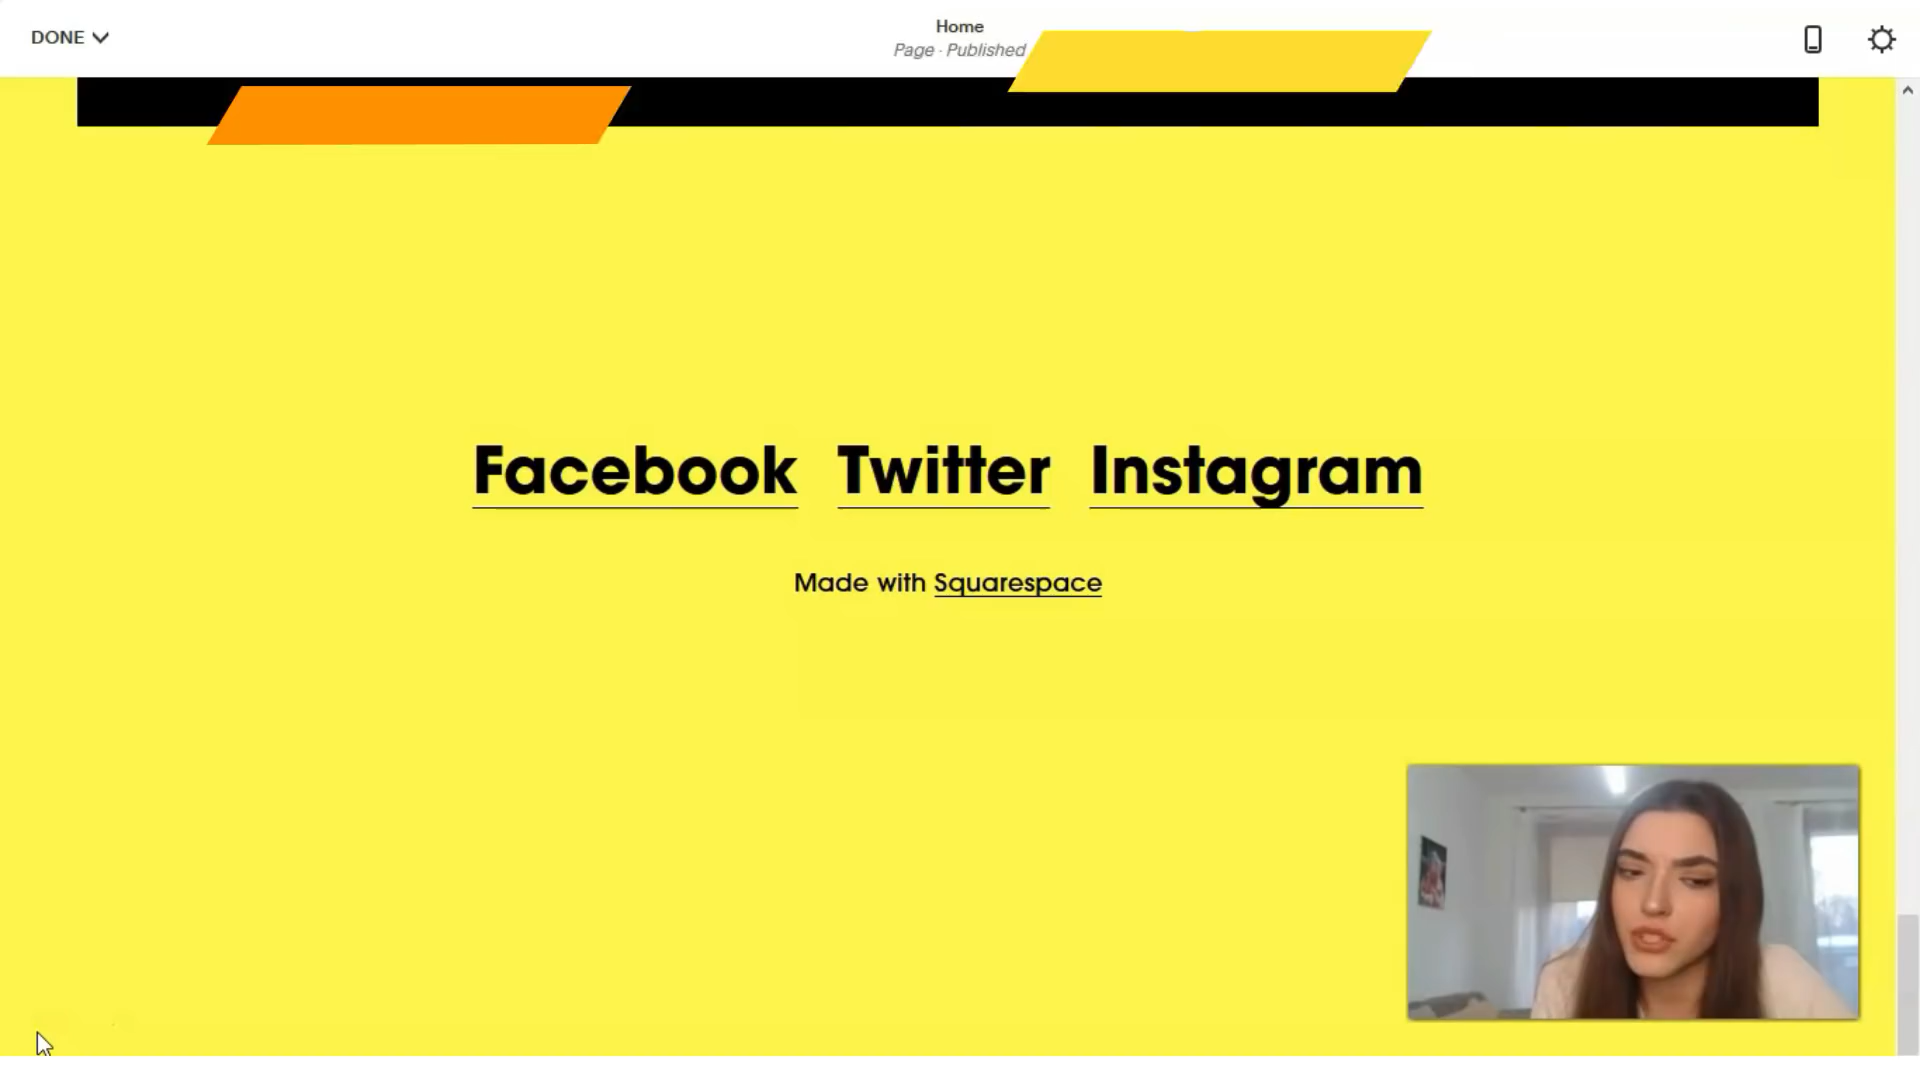 DONE
Home
Page · Published
Facebook Twitter Instagram
Made with Squarespace